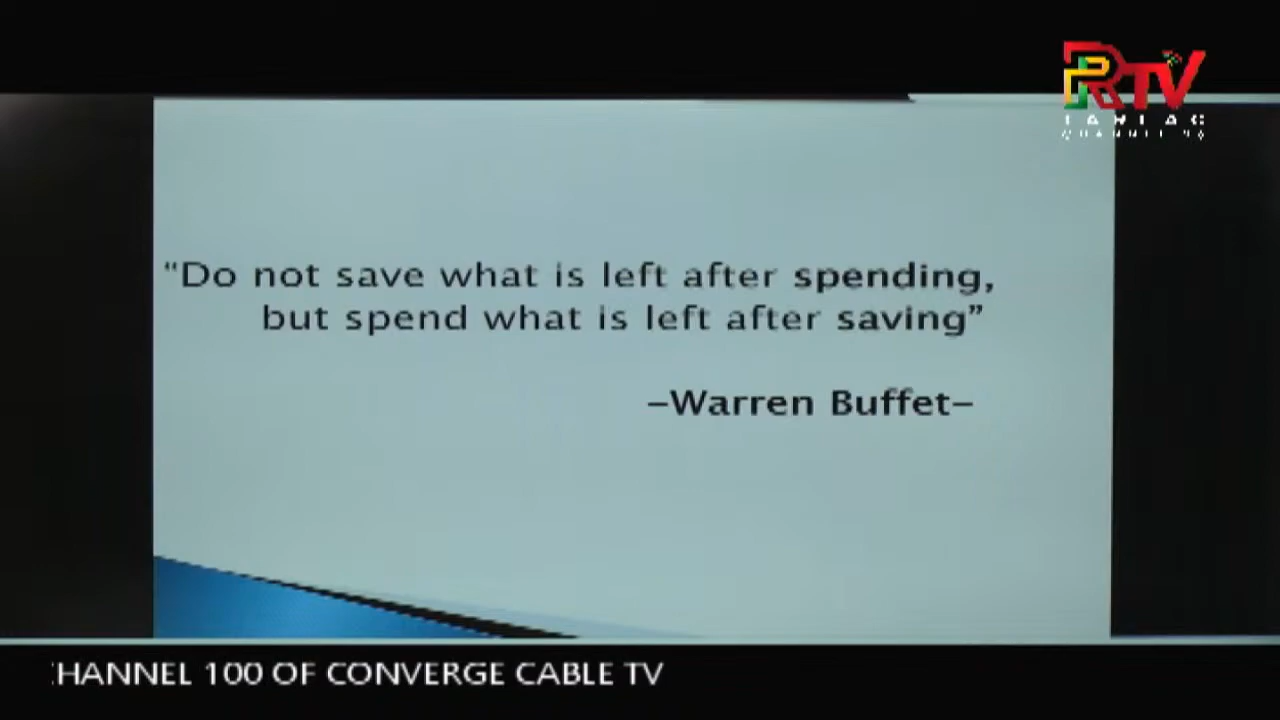 RTV
TARLAC
“Do not save what is left after spending,
but spend what is left after saving”
–Warren Buffet–
HANNEL 100 OF CONVERGE CABLE TV